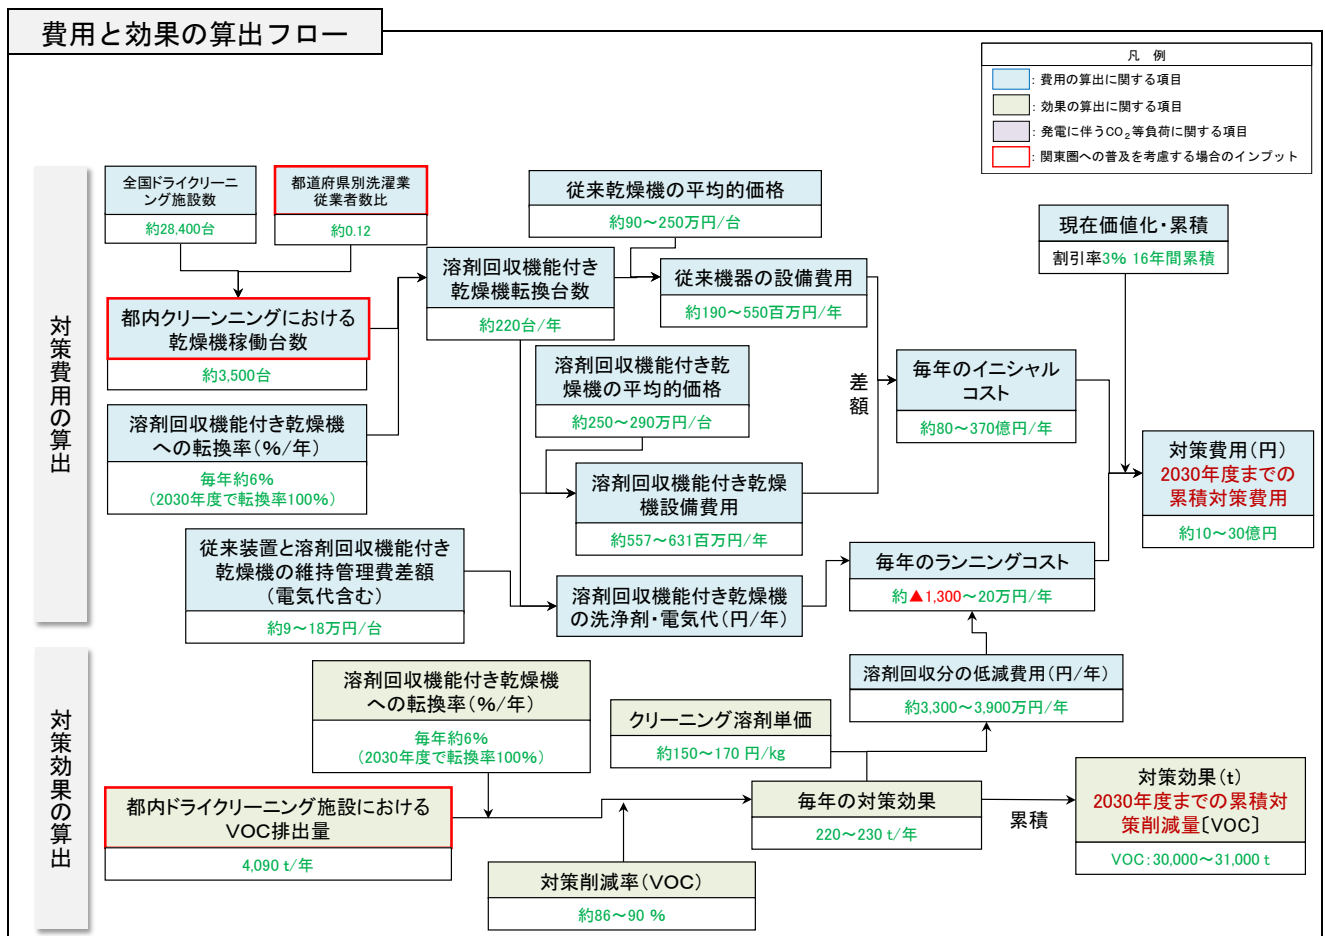 費用と効果の算出フロー
凡 例
: 費用の算出に関する項目
: 効果の算出に関する項目
: 発電に伴うCO₂等負荷に関する項目
: 関東圏への普及を考慮する場合のインプット
対策費用の算出
全国ドライクリーニ
ング施設数
約28,400台
都道府県別洗濯業
従業者数比
約0.12
従来乾燥機の平均的価格
約90～250万円/台
現在価値化・累積
割引率3% 16年間累積
溶剤回収機能付き
乾燥機転換台数
約220台/年
従来機器の設備費用
約190～550百万円/年
都内クリーンニングにおける
乾燥機稼働台数
約3,500台
溶剤回収機能付き乾
燥機の平均的価格
約250～290万円/台
差額
毎年のイニシャル
コスト
約80～370億円/年
溶剤回収機能付き乾燥機
への転換率(%/年)
毎年約6%
(2030年度で転換率100%)
溶剤回収機能付き乾燥
機設備費用
約557～631百万円/年
対策費用(円)
2030年度までの
累積対策費用
約10～30億円
従来装置と溶剤回収機能付き
乾燥機の維持管理費差額
(電気代含む)
約9～18万円/台
溶剤回収機能付き乾燥機
の洗浄剤・電気代(円/年)
毎年のランニングコスト
約▲1,300～20万円/年
対策効果の算出
溶剤回収機能付き乾燥機
への転換率(%/年)
毎年約6%
(2030年度で転換率100%)
溶剤回収分の低減費用(円/年)
約3,300～3,900万円/年
クリーニング溶剤単価
約150～170 円/kg
都内ドライクリーニング施設における
VOC排出量
4,090 t/年
毎年の対策効果
220～230 t/年
累積
対策効果(t)
2030年度までの累積対
策削減量〔VOC〕
VOC:30,000～31,000 t
対策削減率(VOC)
約86～90 %